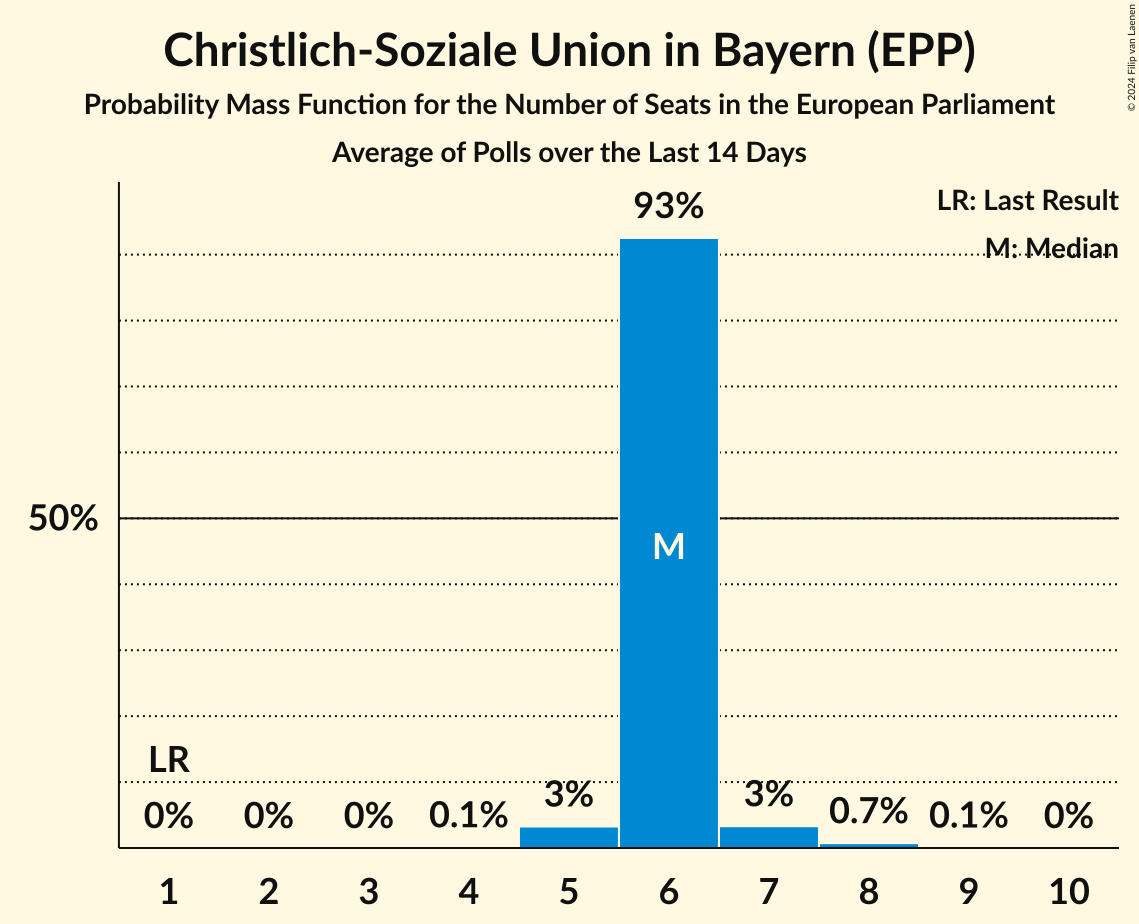 Christlich-Soziale Union in Bayern (EPP)
Probability Mass Function for the Number of Seats in the European Parliament
Average of Polls over the Last 14 Days
© 2024 Filip van Laenen
LR: Last Result
M: Median
93%
50%
M
LR
0% 0% 0% 0.1% 3% 3% 0.7% 0.1% 0%
1 2 3 4 5 6 7 8 9 10